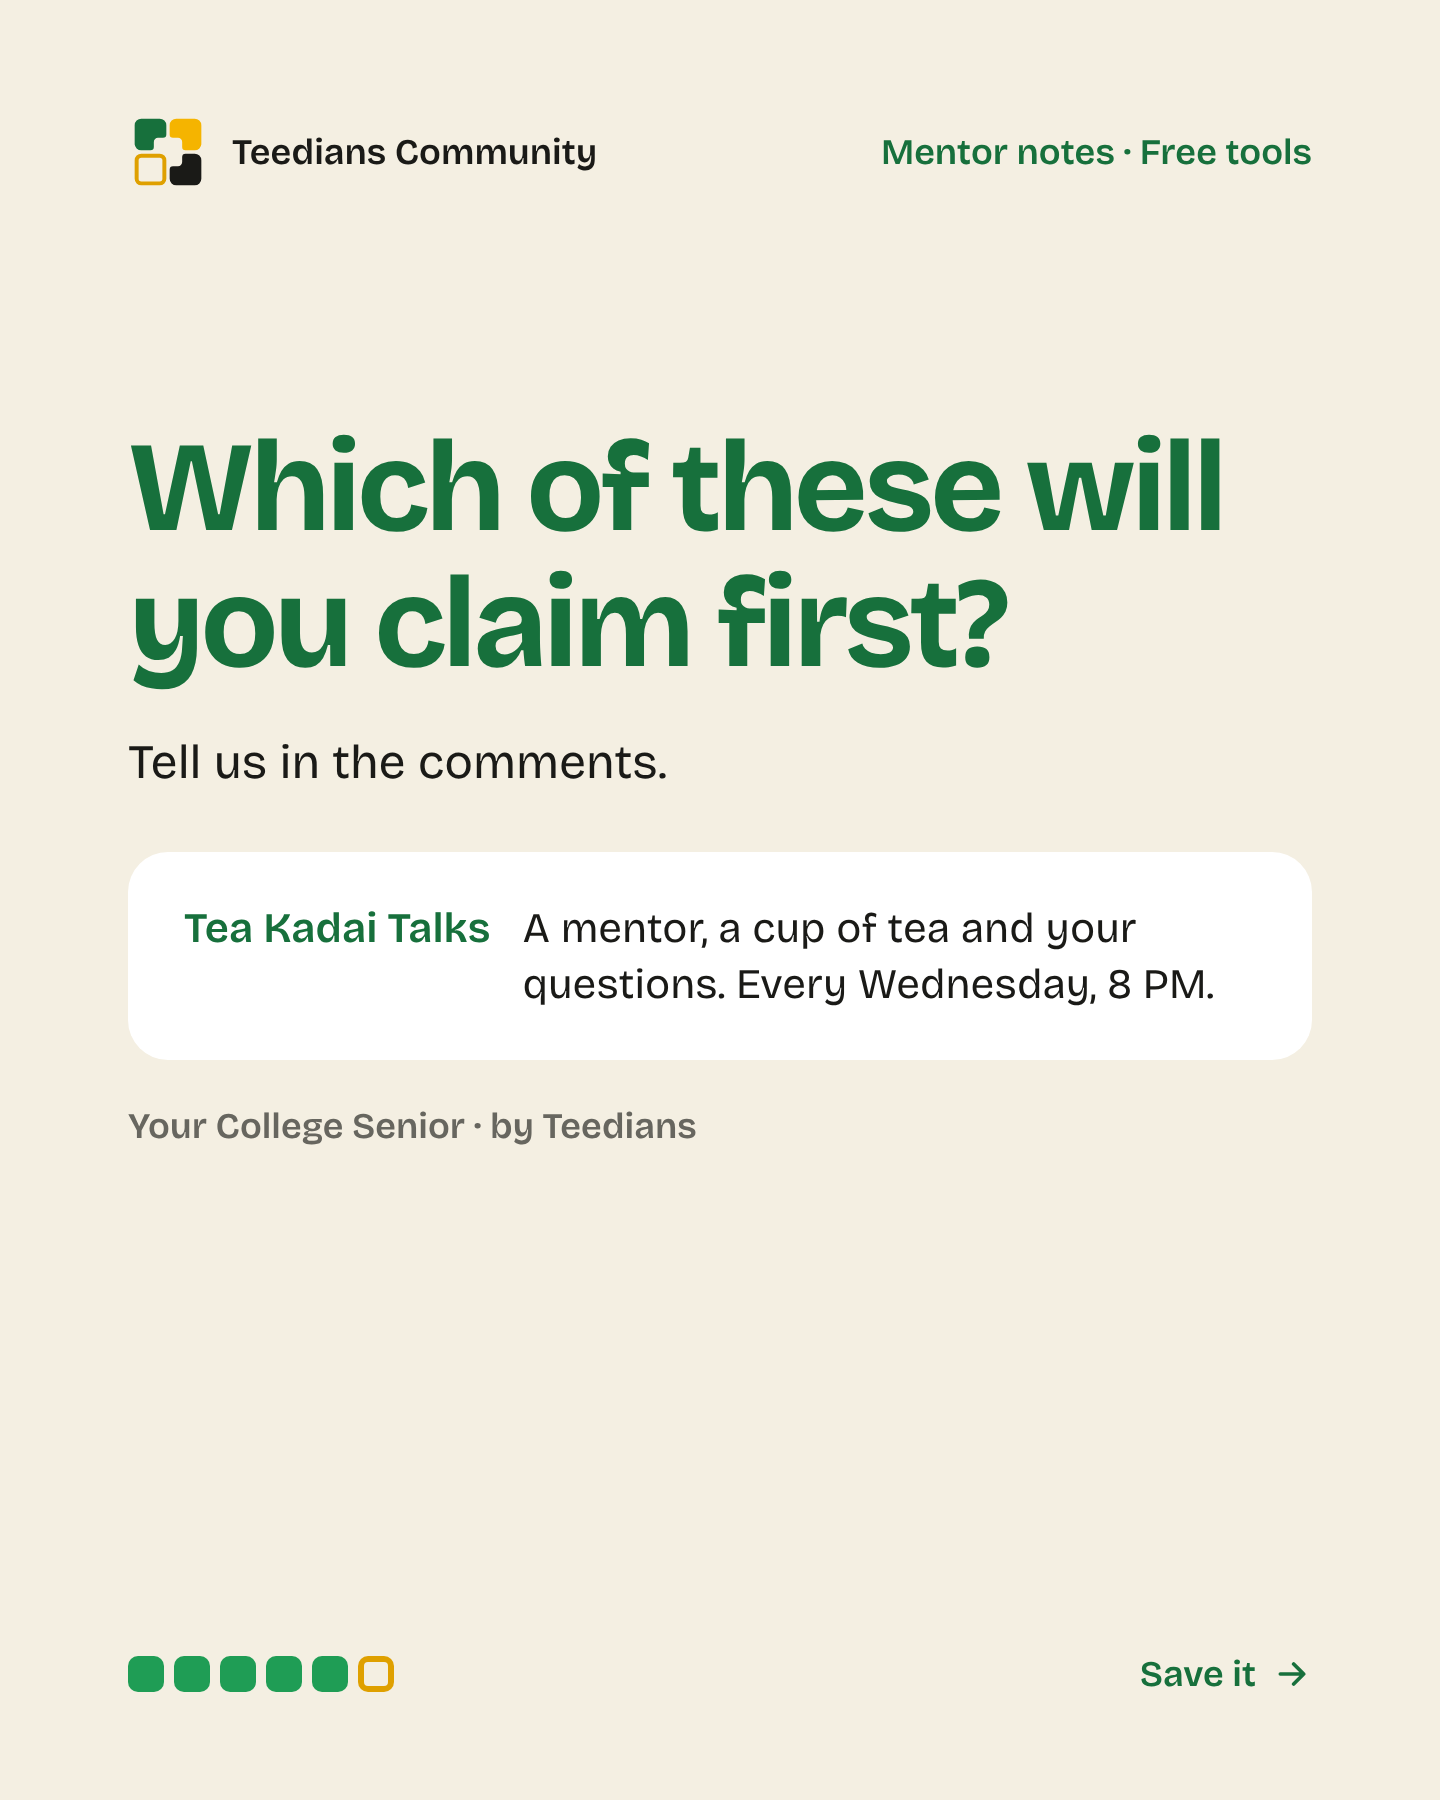 Teedians Community
Mentor notes · Free tools
Which of these will
you claim first?
Tell us in the comments.
Tea Kadai Talks
A mentor, a cup of tea and your
questions. Every Wednesday, 8 PM.
Your College Senior · by Teedians
Save it →